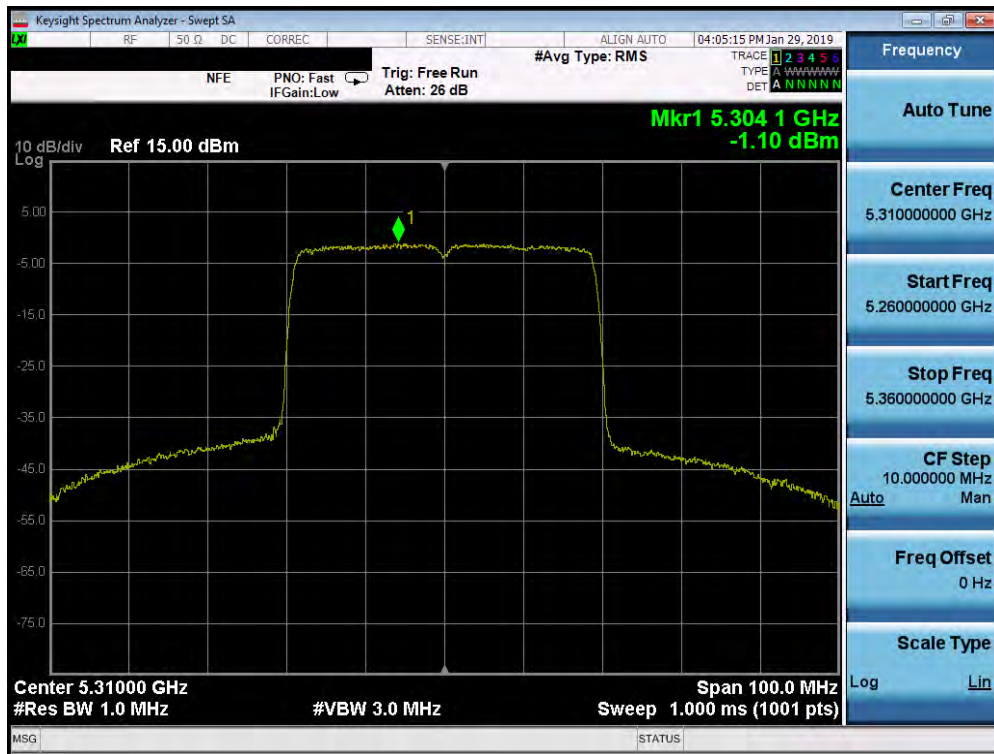 Keysight Spectrum Analyzer - Swept SA
LXI RF 50 Ω DC CORREC SENSE:INT ALIGN AUTO 04:05:15 PM Jan 29, 2019
NFE PNO: Fast Trig: Free Run #Avg Type: RMS TRACE 1 2 3 4 5 6
IFGain:Low Atten: 26 dB TYPE A WWWWW
DET A N N N N N
Mkr1 5.304 1 GHz
-1.10 dBm
10 dB/div Ref 15.00 dBm
Log
1
5.00
-5.00
-15.0
-25.0
-35.0
-45.0
-55.0
-65.0
-75.0
Center 5.31000 GHz Span 100.0 MHz
#Res BW 1.0 MHz #VBW 3.0 MHz Sweep 1.000 ms (1001 pts)
MSG STATUS
Frequency
Auto Tune
Center Freq
5.310000000 GHz
Start Freq
5.260000000 GHz
Stop Freq
5.360000000 GHz
CF Step
10.000000 MHz
Auto Man
Freq Offset
0 Hz
Scale Type
Log Lin